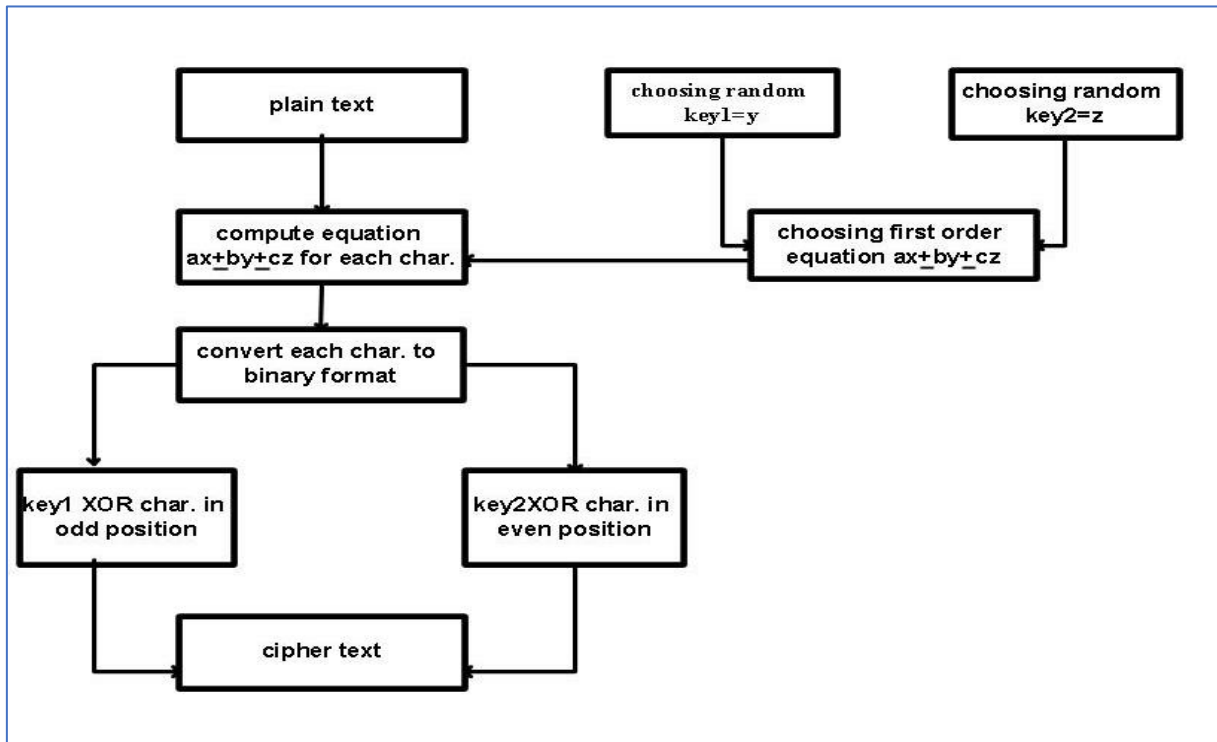 plain text
choosing random
key1=y
choosing random
key2=z
compute equation
ax±by±cz for each char.
choosing first order
equation ax±by±cz
convert each char. to
binary format
key1 XOR char. in
odd position
key2XOR char. in
even position
cipher text